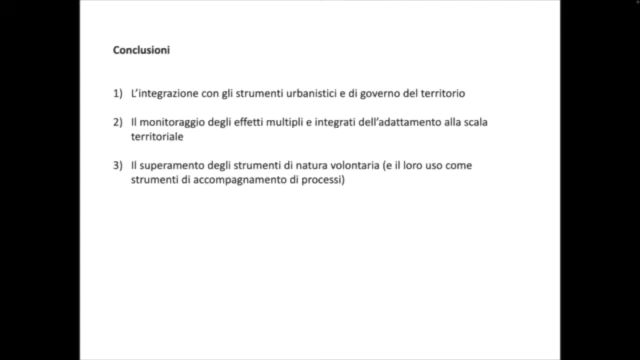 Conclusioni
1) L'integrazione con gli strumenti urbanistici e di governo del territorio
2) Il monitoraggio degli effetti multipli e integrati dell'adattamento alla scala
territoriale
3) Il superamento degli strumenti di natura volontaria (e il loro uso come
strumenti di accompagnamento di processi)